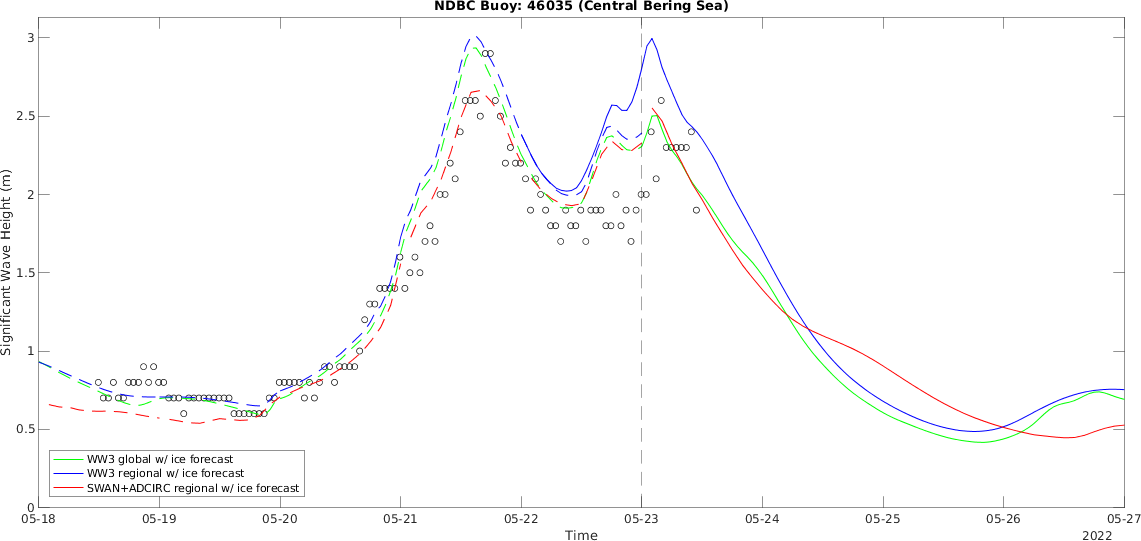 NDBC Buoy: 46035 (Central Bering Sea)
3
2.5
2
1.5
1
0.5
0
Significant Wave Height (m)
WW3 global w/ ice forecast
WW3 regional w/ ice forecast
SWAN+ADCIRC regional w/ ice forecast
05-18 05-19 05-20 05-21 05-22 05-23 05-24 05-25 05-26 05-27
Time
2022